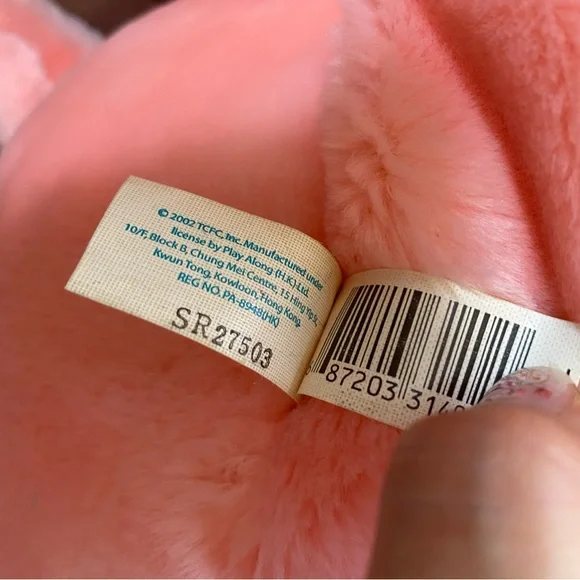 © 2002 TCFC, Inc. Manufactured under
license by Play Along (H.K.) Ltd.
10/F, Block B, Chung Mei Centre, 15 Hing Yip St.,
Kwun Tong, Kowloon, Hong Kong.
REG NO. PA-8948(HK)
SR27503
87203 314